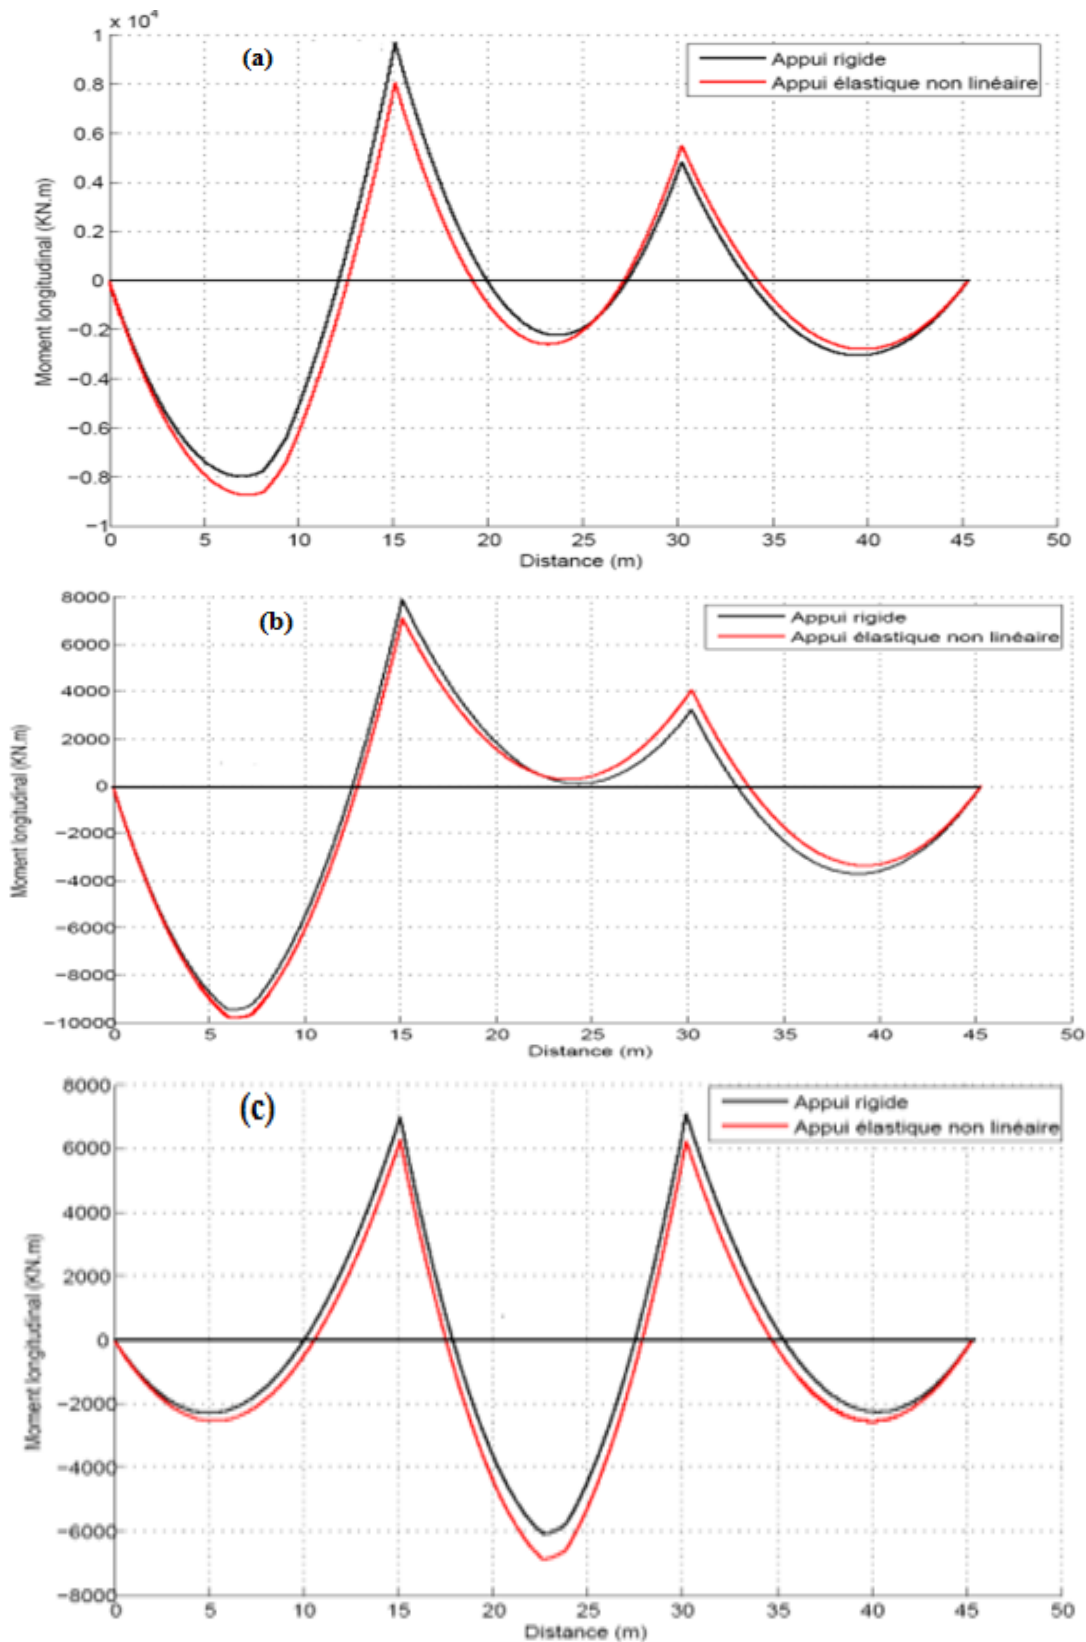 × 10⁴
(a)
Appui rigide
Appui élastique non linéaire
Moment longitudinal (KN.m)
1
0.8
0.6
0.4
0.2
0
−0.2
−0.4
−0.6
−0.8
−1
0 5 10 15 20 25 30 35 40 45 50
Distance (m)
(b)
Appui rigide
Appui élastique non linéaire
Moment longitudinal (KN.m)
8000
6000
4000
2000
0
−2000
−4000
−6000
−8000
−10000
0 5 10 15 20 25 30 35 40 45 50
Distance (m)
(c)
Appui rigide
Appui élastique non linéaire
Moment longitudinal (KN.m)
8000
6000
4000
2000
0
−2000
−4000
−6000
−8000
0 5 10 15 20 25 30 35 40 45 50
Distance (m)